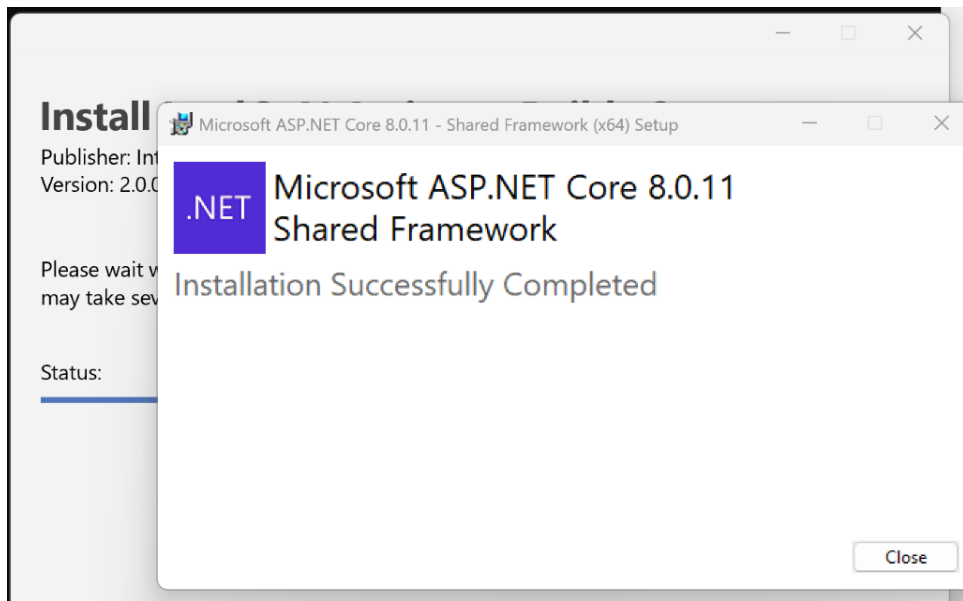 Install
Publisher: Int
Version: 2.0.0
Please wait w
may take sev
Status:
Microsoft ASP.NET Core 8.0.11 - Shared Framework (x64) Setup
.NET
Microsoft ASP.NET Core 8.0.11
Shared Framework
Installation Successfully Completed
Close